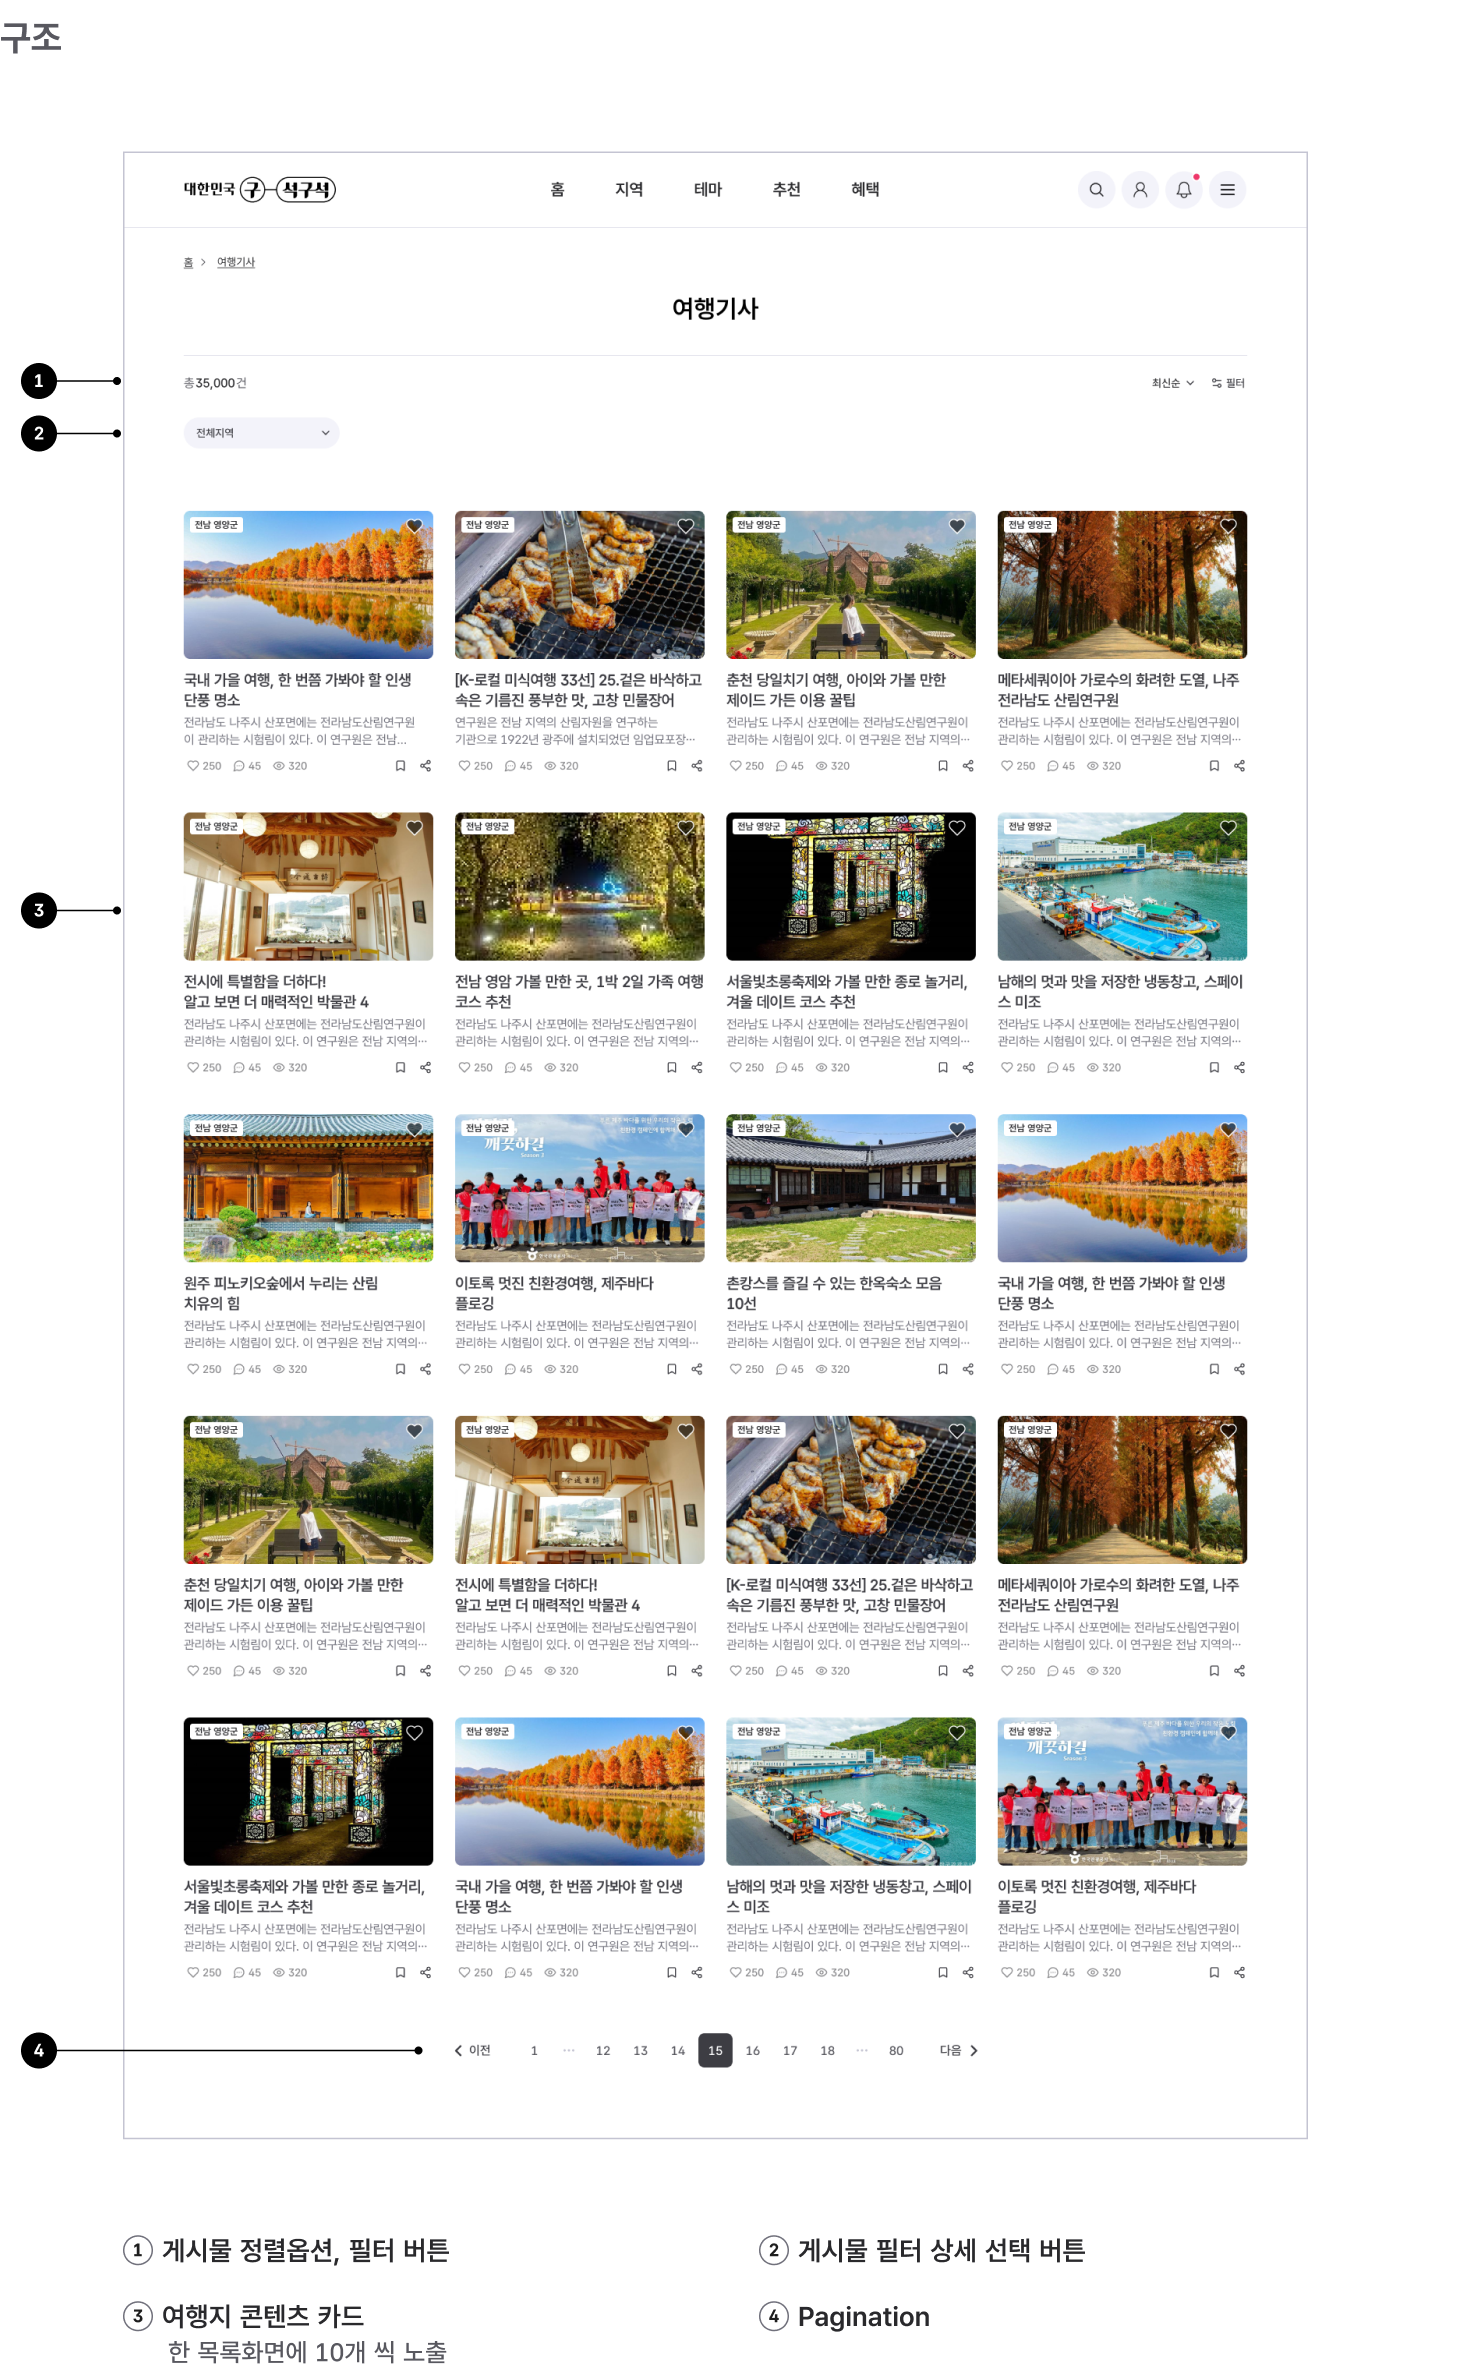 구조
대한민국 구 석구석
홈 지역 테마 추천 혜택
홈 > 여행기사
여행기사
1
총 35,000건 최신순 필터
2
전체지역
전남 영양군 전남 영양군 전남 영양군 전남 영양군
국내 가을 여행, 한 번쯤 가봐야 할 인생
단풍 명소
전라남도 나주시 산포면에는 전라남도산림연구원
이 관리하는 시험림이 있다. 이 연구원은 전남...
250 45 320
[K-로컬 미식여행 33선] 25.겉은 바삭하고
속은 기름진 풍부한 맛, 고창 민물장어
연구원은 전남 지역의 산림자원을 연구하는
기관으로 1922년 광주에 설치되었던 임업묘포장…
250 45 320
춘천 당일치기 여행, 아이와 가볼 만한
제이드 가든 이용 꿀팁
전라남도 나주시 산포면에는 전라남도산림연구원이
관리하는 시험림이 있다. 이 연구원은 전남 지역의…
250 45 320
메타세쿼이아 가로수의 화려한 도열, 나주
전라남도 산림연구원
전라남도 나주시 산포면에는 전라남도산림연구원이
관리하는 시험림이 있다. 이 연구원은 전남 지역의…
250 45 320
3
전남 영양군 전남 영양군 전남 영양군 전남 영양군
전시에 특별함을 더하다!
알고 보면 더 매력적인 박물관 4
전라남도 나주시 산포면에는 전라남도산림연구원이
관리하는 시험림이 있다. 이 연구원은 전남 지역의…
250 45 320
전남 영암 가볼 만한 곳, 1박 2일 가족 여행
코스 추천
전라남도 나주시 산포면에는 전라남도산림연구원이
관리하는 시험림이 있다. 이 연구원은 전남 지역의…
250 45 320
서울빛초롱축제와 가볼 만한 종로 놀거리,
겨울 데이트 코스 추천
전라남도 나주시 산포면에는 전라남도산림연구원이
관리하는 시험림이 있다. 이 연구원은 전남 지역의…
250 45 320
남해의 멋과 맛을 저장한 냉동창고, 스페이
스 미조
전라남도 나주시 산포면에는 전라남도산림연구원이
관리하는 시험림이 있다. 이 연구원은 전남 지역의…
250 45 320
전남 영양군 전남 영양군 전남 영양군 전남 영양군
깨끗하길
Season 3
원주 피노키오숲에서 누리는 산림
치유의 힘
전라남도 나주시 산포면에는 전라남도산림연구원이
관리하는 시험림이 있다. 이 연구원은 전남 지역의…
250 45 320
이토록 멋진 친환경여행, 제주바다
플로깅
전라남도 나주시 산포면에는 전라남도산림연구원이
관리하는 시험림이 있다. 이 연구원은 전남 지역의…
250 45 320
촌캉스를 즐길 수 있는 한옥숙소 모음
10선
전라남도 나주시 산포면에는 전라남도산림연구원이
관리하는 시험림이 있다. 이 연구원은 전남 지역의…
250 45 320
국내 가을 여행, 한 번쯤 가봐야 할 인생
단풍 명소
전라남도 나주시 산포면에는 전라남도산림연구원이
관리하는 시험림이 있다. 이 연구원은 전남 지역의…
250 45 320
전남 영양군 전남 영양군 전남 영양군 전남 영양군
춘천 당일치기 여행, 아이와 가볼 만한
제이드 가든 이용 꿀팁
전라남도 나주시 산포면에는 전라남도산림연구원이
관리하는 시험림이 있다. 이 연구원은 전남 지역의…
250 45 320
전시에 특별함을 더하다!
알고 보면 더 매력적인 박물관 4
전라남도 나주시 산포면에는 전라남도산림연구원이
관리하는 시험림이 있다. 이 연구원은 전남 지역의…
250 45 320
[K-로컬 미식여행 33선] 25.겉은 바삭하고
속은 기름진 풍부한 맛, 고창 민물장어
전라남도 나주시 산포면에는 전라남도산림연구원이
관리하는 시험림이 있다. 이 연구원은 전남 지역의…
250 45 320
메타세쿼이아 가로수의 화려한 도열, 나주
전라남도 산림연구원
전라남도 나주시 산포면에는 전라남도산림연구원이
관리하는 시험림이 있다. 이 연구원은 전남 지역의…
250 45 320
전남 영양군 전남 영양군 전남 영양군 전남 영양군
깨끗하길
Season 3
서울빛초롱축제와 가볼 만한 종로 놀거리,
겨울 데이트 코스 추천
전라남도 나주시 산포면에는 전라남도산림연구원이
관리하는 시험림이 있다. 이 연구원은 전남 지역의…
250 45 320
국내 가을 여행, 한 번쯤 가봐야 할 인생
단풍 명소
전라남도 나주시 산포면에는 전라남도산림연구원이
관리하는 시험림이 있다. 이 연구원은 전남 지역의…
250 45 320
남해의 멋과 맛을 저장한 냉동창고, 스페이
스 미조
전라남도 나주시 산포면에는 전라남도산림연구원이
관리하는 시험림이 있다. 이 연구원은 전남 지역의…
250 45 320
이토록 멋진 친환경여행, 제주바다
플로깅
전라남도 나주시 산포면에는 전라남도산림연구원이
관리하는 시험림이 있다. 이 연구원은 전남 지역의…
250 45 320
4
이전 1 … 12 13 14 15 16 17 18 … 80 다음
① 게시물 정렬옵션, 필터 버튼
② 게시물 필터 상세 선택 버튼
③ 여행지 콘텐츠 카드
한 목록화면에 10개 씩 노출
④ Pagination